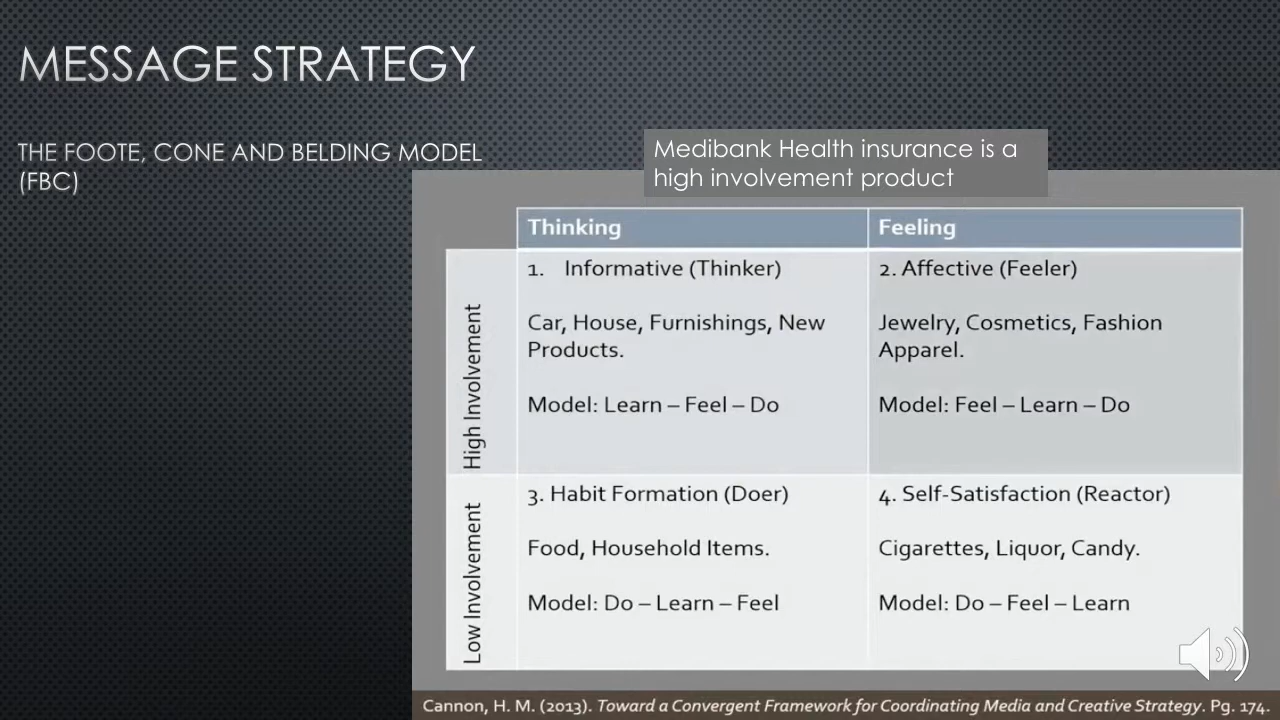 MESSAGE STRATEGY
THE FOOTE, CONE AND BELDING MODEL
(FBC)
Medibank Health insurance is a
high involvement product
Thinking
Feeling
High Involvement
1. Informative (Thinker)
Car, House, Furnishings, New
Products.
Model: Learn – Feel – Do
2. Affective (Feeler)
Jewelry, Cosmetics, Fashion
Apparel.
Model: Feel – Learn – Do
Low Involvement
3. Habit Formation (Doer)
Food, Household Items.
Model: Do – Learn – Feel
4. Self-Satisfaction (Reactor)
Cigarettes, Liquor, Candy.
Model: Do – Feel – Learn
Cannon, H. M. (2013). Toward a Convergent Framework for Coordinating Media and Creative Strategy. Pg. 174.